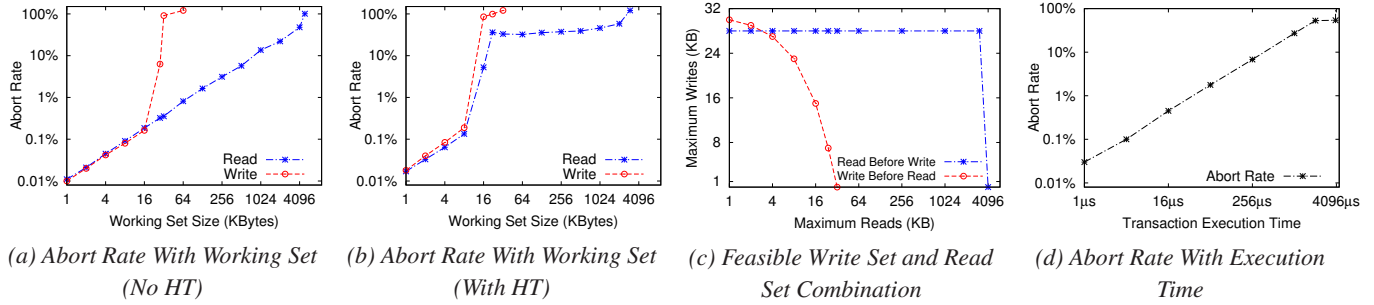 100%
10%
1%
0.1%
0.01%
Abort Rate
Read
Write
1 4 16 64 256 1024 4096
Working Set Size (KBytes)
(a) Abort Rate With Working Set
(No HT)
100%
10%
1%
0.1%
0.01%
Abort Rate
Read
Write
1 4 16 64 256 1024 4096
Working Set Size (KBytes)
(b) Abort Rate With Working Set
(With HT)
32
28
16
8
1
Maximum Writes (KB)
Read Before Write
Write Before Read
1 4 16 64 256 1024 4096
Maximum Reads (KB)
(c) Feasible Write Set and Read
Set Combination
100%
10%
1%
0.1%
0.01%
Abort Rate
Abort Rate
1μs 16μs 256μs 4096μs
Transaction Execution Time
(d) Abort Rate With Execution
Time